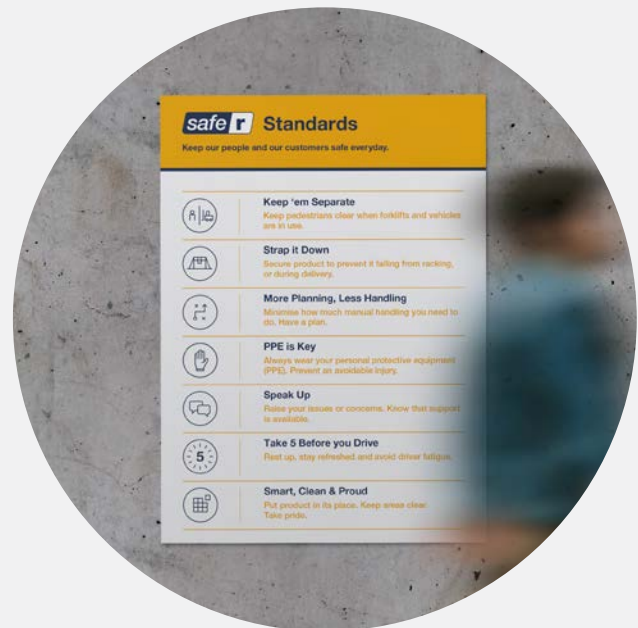 safe r Standards
Keep our people and our customers safe everyday.
Keep 'em Separate
Keep pedestrians clear when forklifts and vehicles
are in use.
Strap it Down
Secure product to prevent it falling from racking,
or during delivery.
More Planning, Less Handling
Minimise how much manual handling you need to
do. Have a plan.
PPE is Key
Always wear your personal protective equipment
(PPE). Prevent an avoidable injury.
Speak Up
Raise your issues or concerns. Know that support
is available.
5
Take 5 Before you Drive
Rest up, stay refreshed and avoid driver fatigue.
Smart, Clean & Proud
Put product in its place. Keep areas clear.
Take pride.